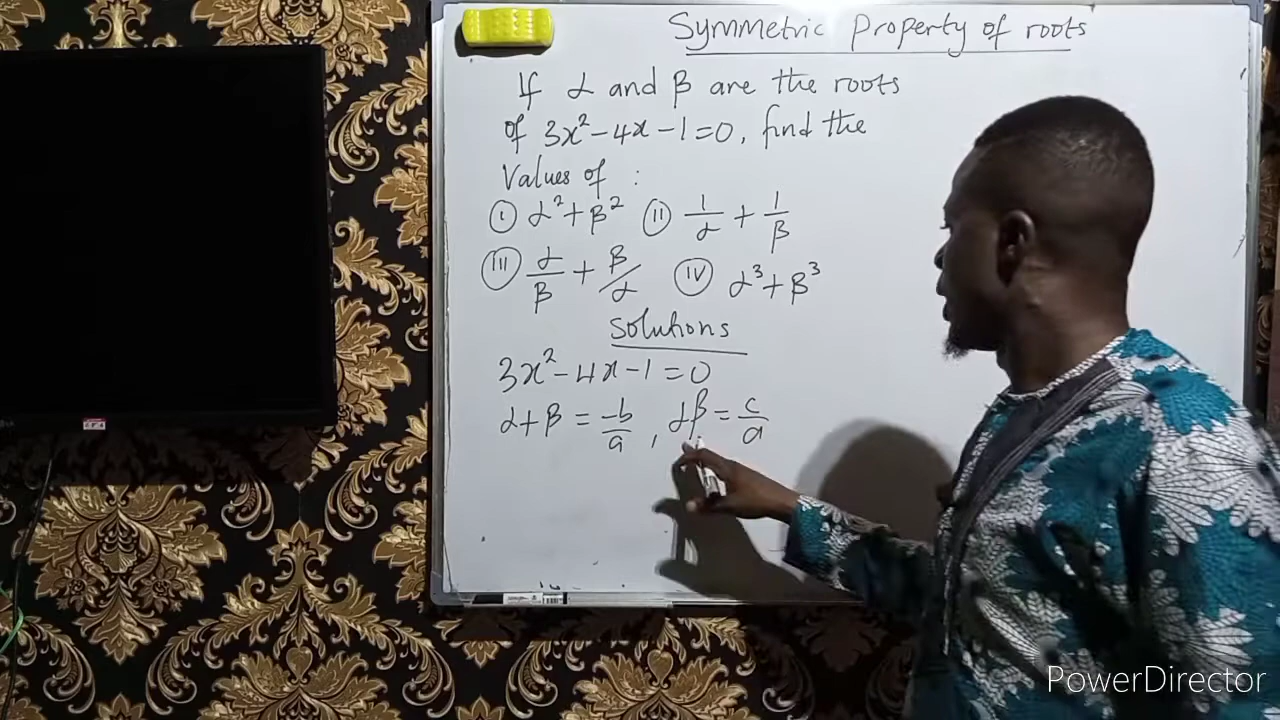 Symmetric Property of roots
If α and β are the roots
of 3x² - 4x - 1 = 0, find the
Values of :
(I) α² + β² (II) 1/α + 1/β
(III) α/β + β/α (IV) α³ + β³
Solutions
3x² - 4x - 1 = 0
α + β = -b/a , αβ = c/a
PowerDirector